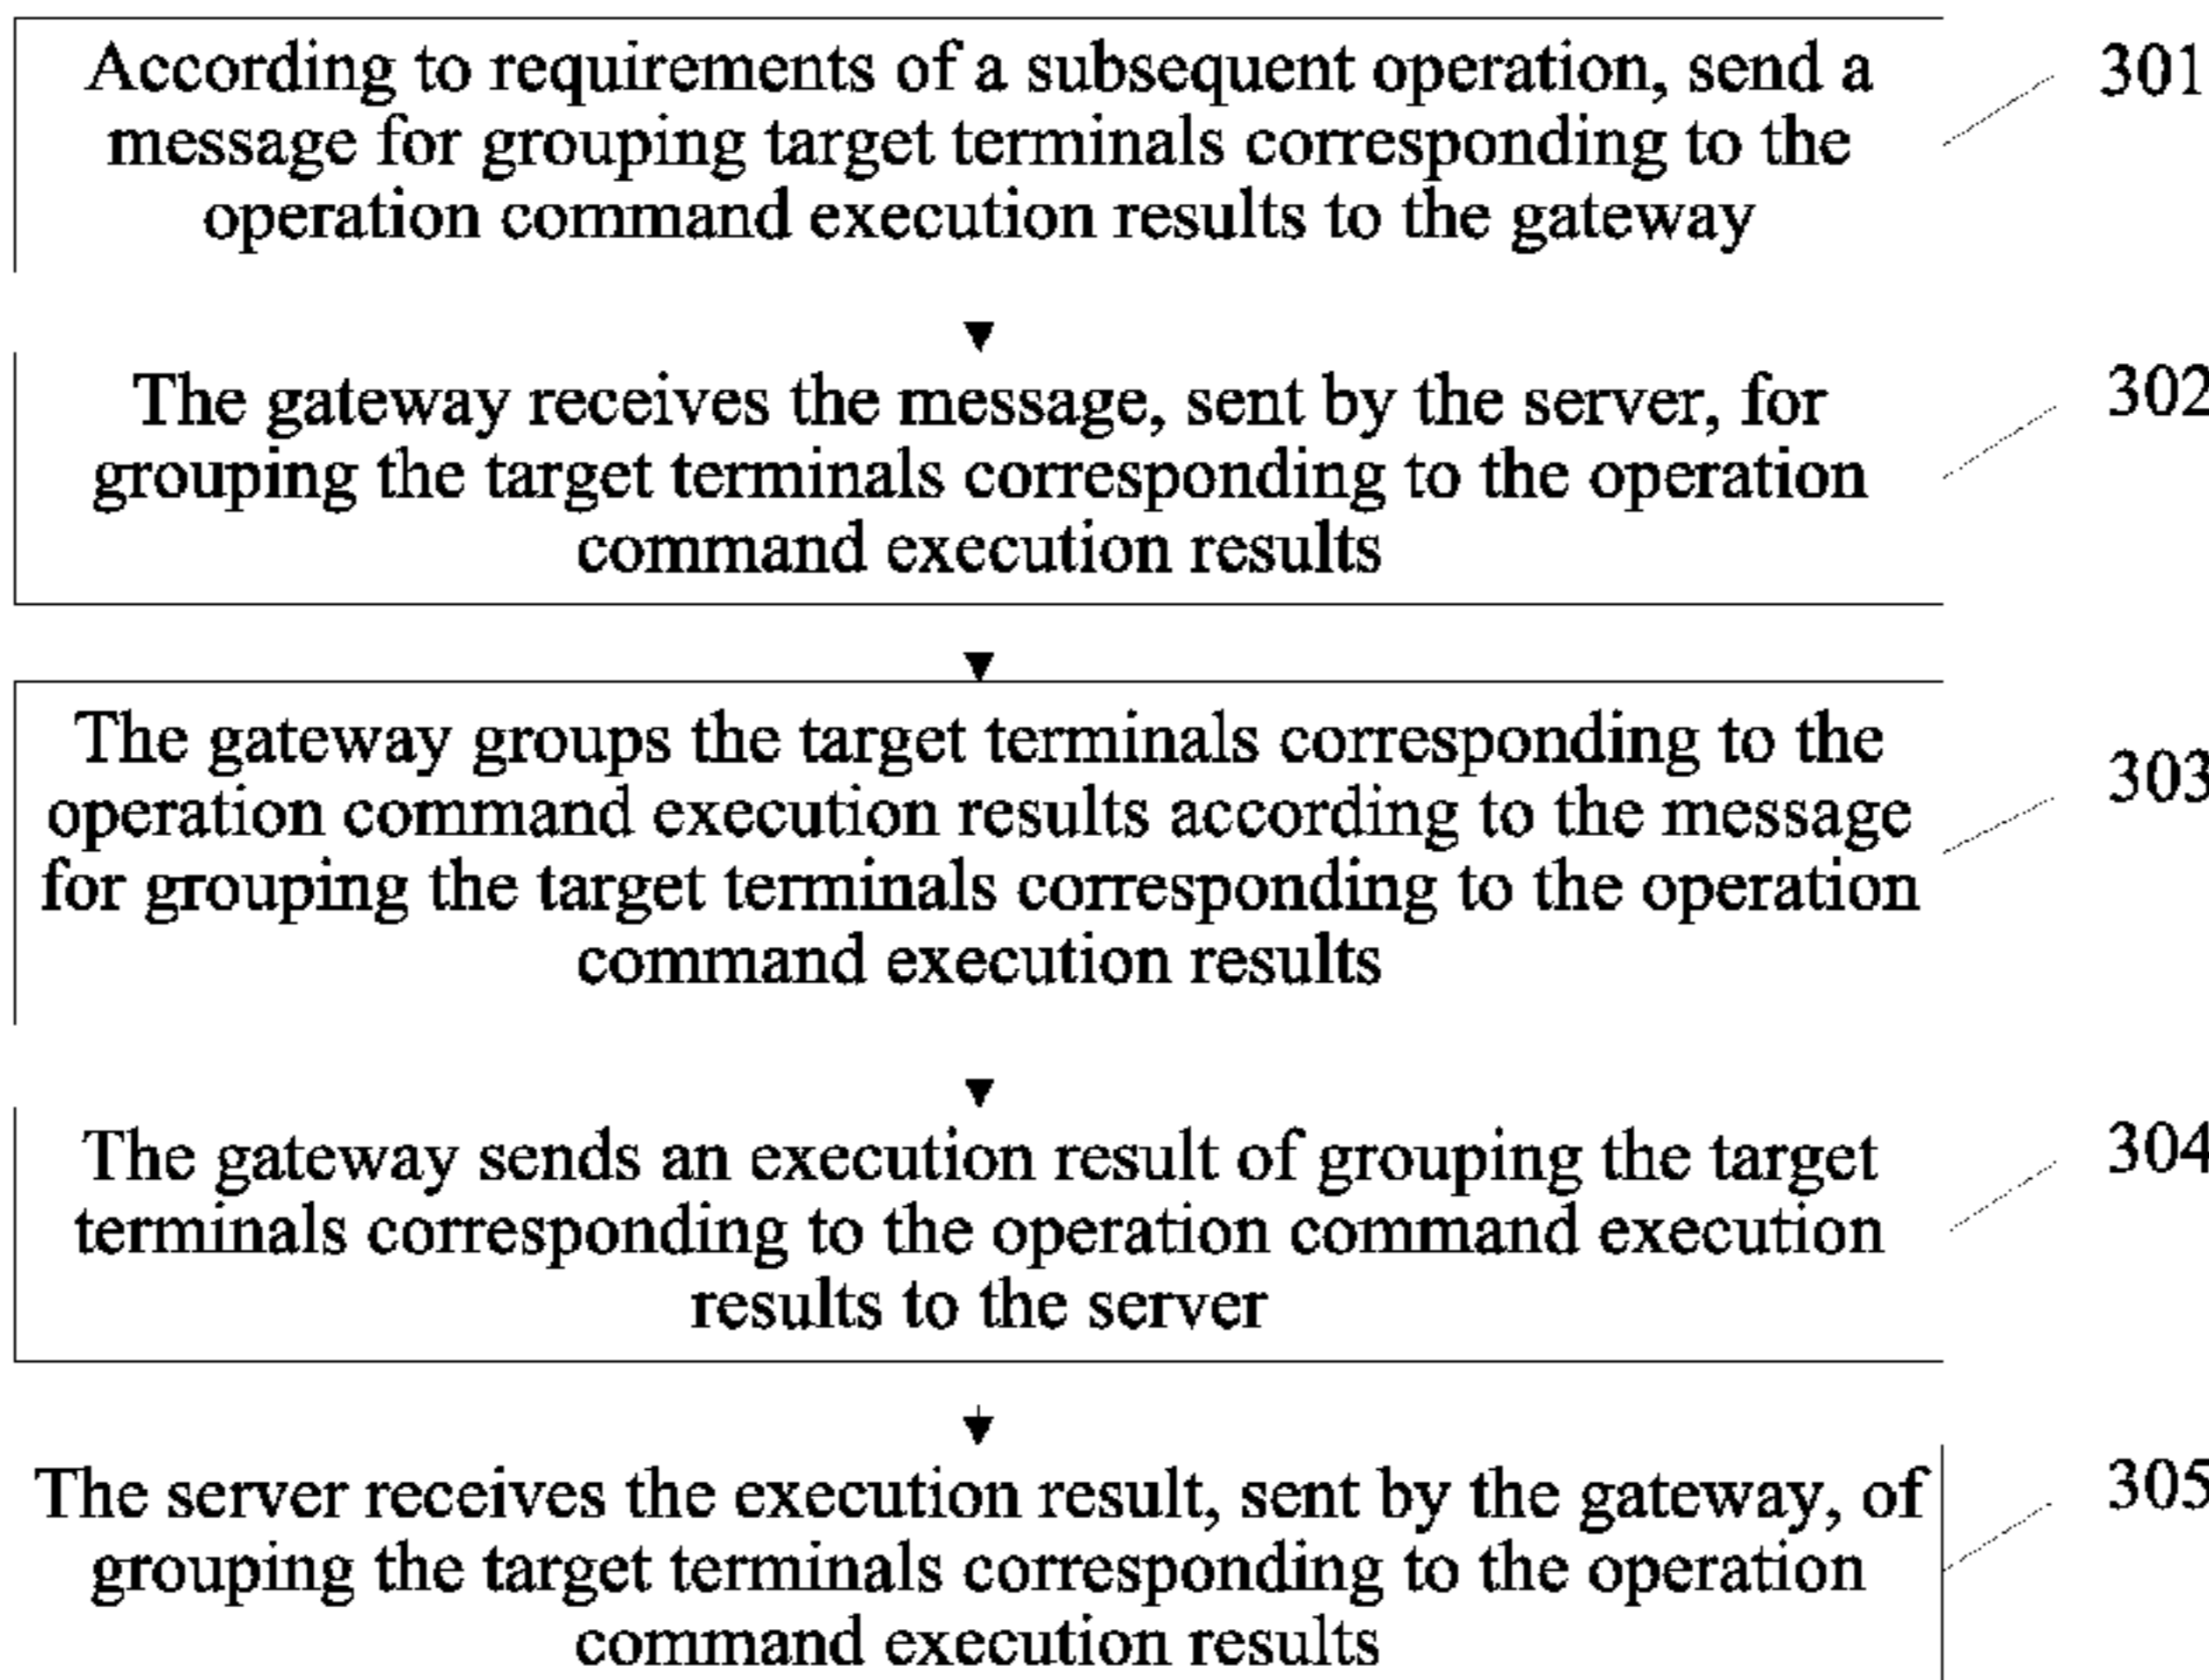 According to requirements of a subsequent operation, send a
message for grouping target terminals corresponding to the
operation command execution results to the gateway
301
The gateway receives the message, sent by the server, for
grouping the target terminals corresponding to the operation
command execution results
302
The gateway groups the target terminals corresponding to the
operation command execution results according to the message
for grouping the target terminals corresponding to the operation
command execution results
303
The gateway sends an execution result of grouping the target
terminals corresponding to the operation command execution
results to the server
304
The server receives the execution result, sent by the gateway, of
grouping the target terminals corresponding to the operation
command execution results
305